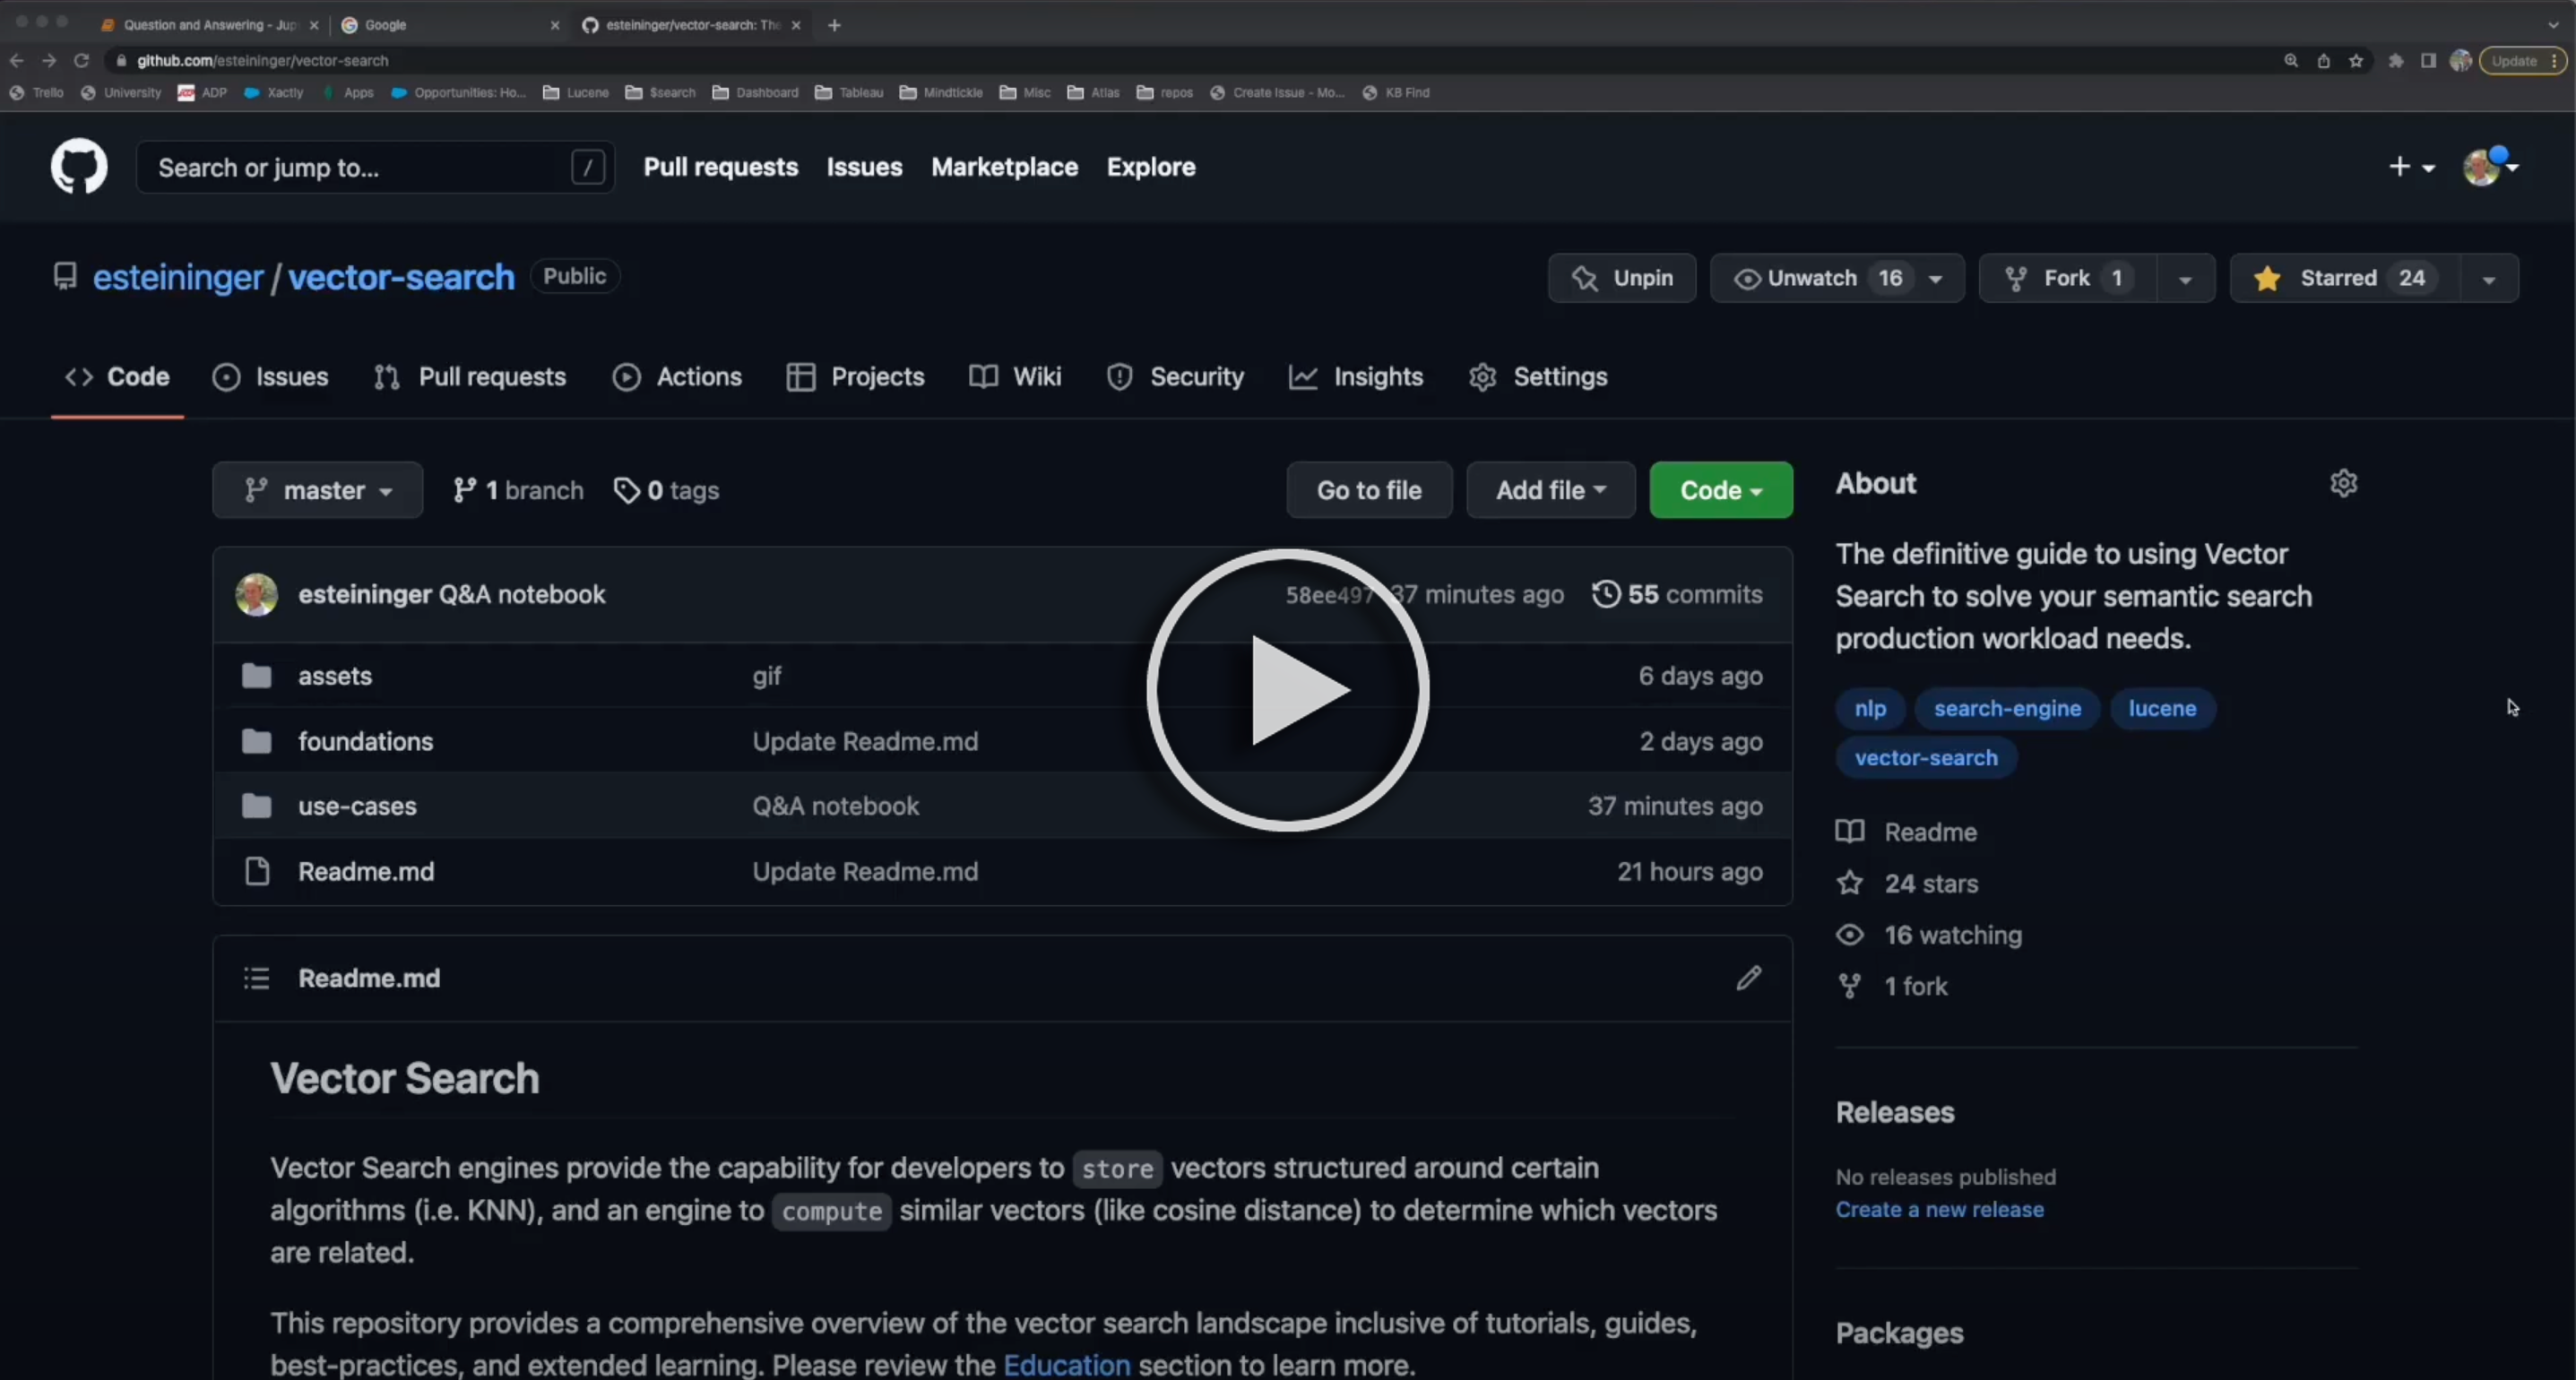 Question and Answering - Jup
Google
esteininger/vector-search: The
github.com/esteininger/vector-search
Update
Trello University ADP Xactly Apps Opportunities: Ho... Lucene $search Dashboard Tableau Mindtickle Misc Atlas repos Create Issue - Mo... KB Find
Search or jump to... /
Pull requests Issues Marketplace Explore
esteininger / vector-search Public
Unpin Unwatch 16 Fork 1 Starred 24
Code Issues Pull requests Actions Projects Wiki Security Insights Settings
master 1 branch 0 tags Go to file Add file Code
esteininger Q&A notebook 58ee497 37 minutes ago 55 commits
assets gif 6 days ago
foundations Update Readme.md 2 days ago
use-cases Q&A notebook 37 minutes ago
Readme.md Update Readme.md 21 hours ago
Readme.md
Vector Search
Vector Search engines provide the capability for developers to store vectors structured around certain
algorithms (i.e. KNN), and an engine to compute similar vectors (like cosine distance) to determine which vectors
are related.
This repository provides a comprehensive overview of the vector search landscape inclusive of tutorials, guides,
best-practices, and extended learning. Please review the Education section to learn more.
About
The definitive guide to using Vector
Search to solve your semantic search
production workload needs.
nlp search-engine lucene
vector-search
Readme
24 stars
16 watching
1 fork
Releases
No releases published
Create a new release
Packages